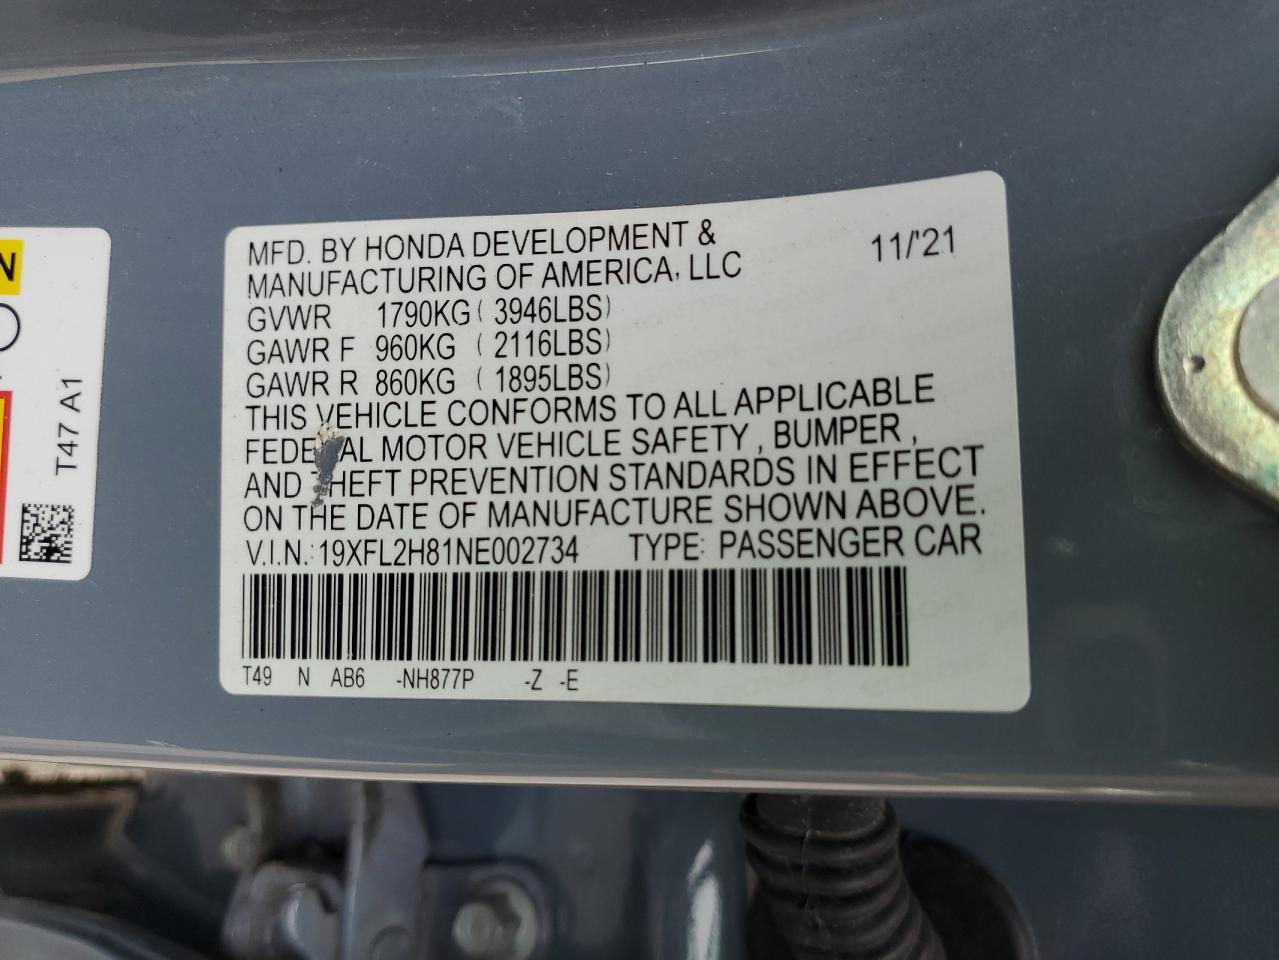 MFD. BY HONDA DEVELOPMENT & 11/'21
MANUFACTURING OF AMERICA, LLC
GVWR 1790KG ( 3946LBS)
GAWR F 960KG ( 2116LBS)
GAWR R 860KG ( 1895LBS)
THIS VEHICLE CONFORMS TO ALL APPLICABLE
FEDERAL MOTOR VEHICLE SAFETY, BUMPER,
AND THEFT PREVENTION STANDARDS IN EFFECT
ON THE DATE OF MANUFACTURE SHOWN ABOVE.
V.I.N.: 19XFL2H81NE002734 TYPE: PASSENGER CAR
T49 N AB6 -NH877P -Z -E
T47 A1